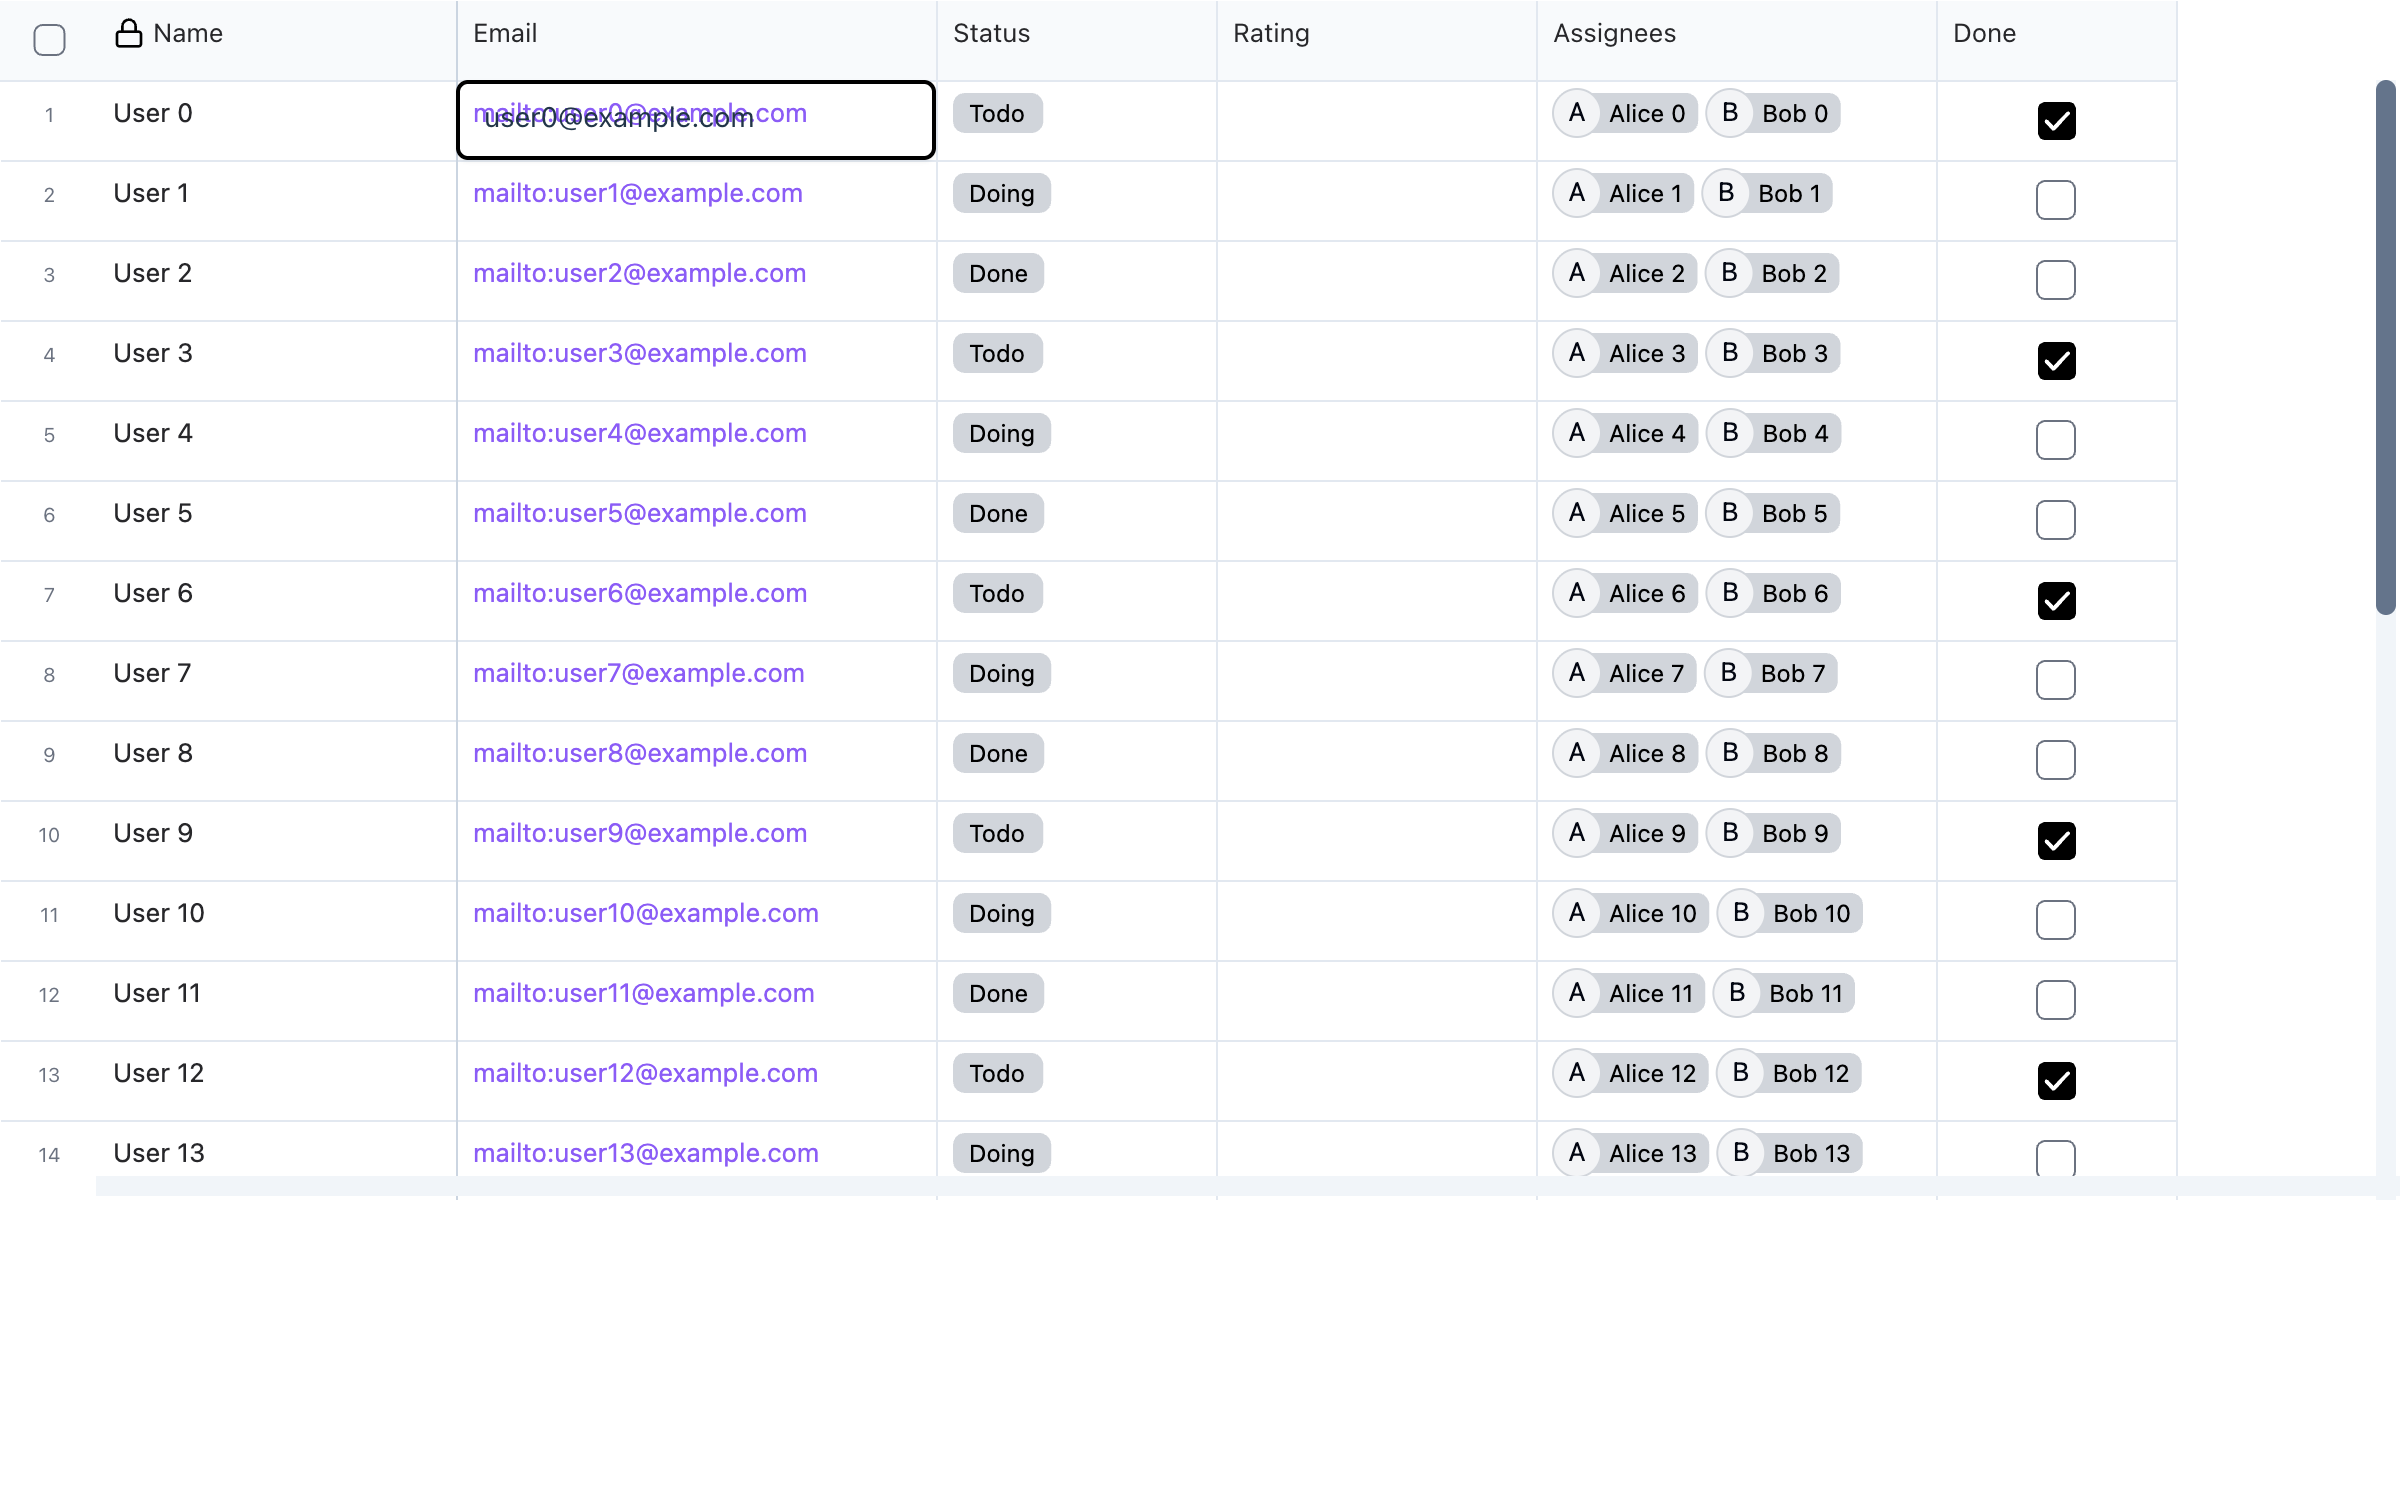 Name Email Status Rating Assignees Done
1 User 0 mailto:user0@example.com user0@example.com Todo A Alice 0 B Bob 0
2 User 1 mailto:user1@example.com Doing A Alice 1 B Bob 1
3 User 2 mailto:user2@example.com Done A Alice 2 B Bob 2
4 User 3 mailto:user3@example.com Todo A Alice 3 B Bob 3
5 User 4 mailto:user4@example.com Doing A Alice 4 B Bob 4
6 User 5 mailto:user5@example.com Done A Alice 5 B Bob 5
7 User 6 mailto:user6@example.com Todo A Alice 6 B Bob 6
8 User 7 mailto:user7@example.com Doing A Alice 7 B Bob 7
9 User 8 mailto:user8@example.com Done A Alice 8 B Bob 8
10 User 9 mailto:user9@example.com Todo A Alice 9 B Bob 9
11 User 10 mailto:user10@example.com Doing A Alice 10 B Bob 10
12 User 11 mailto:user11@example.com Done A Alice 11 B Bob 11
13 User 12 mailto:user12@example.com Todo A Alice 12 B Bob 12
14 User 13 mailto:user13@example.com Doing A Alice 13 B Bob 13